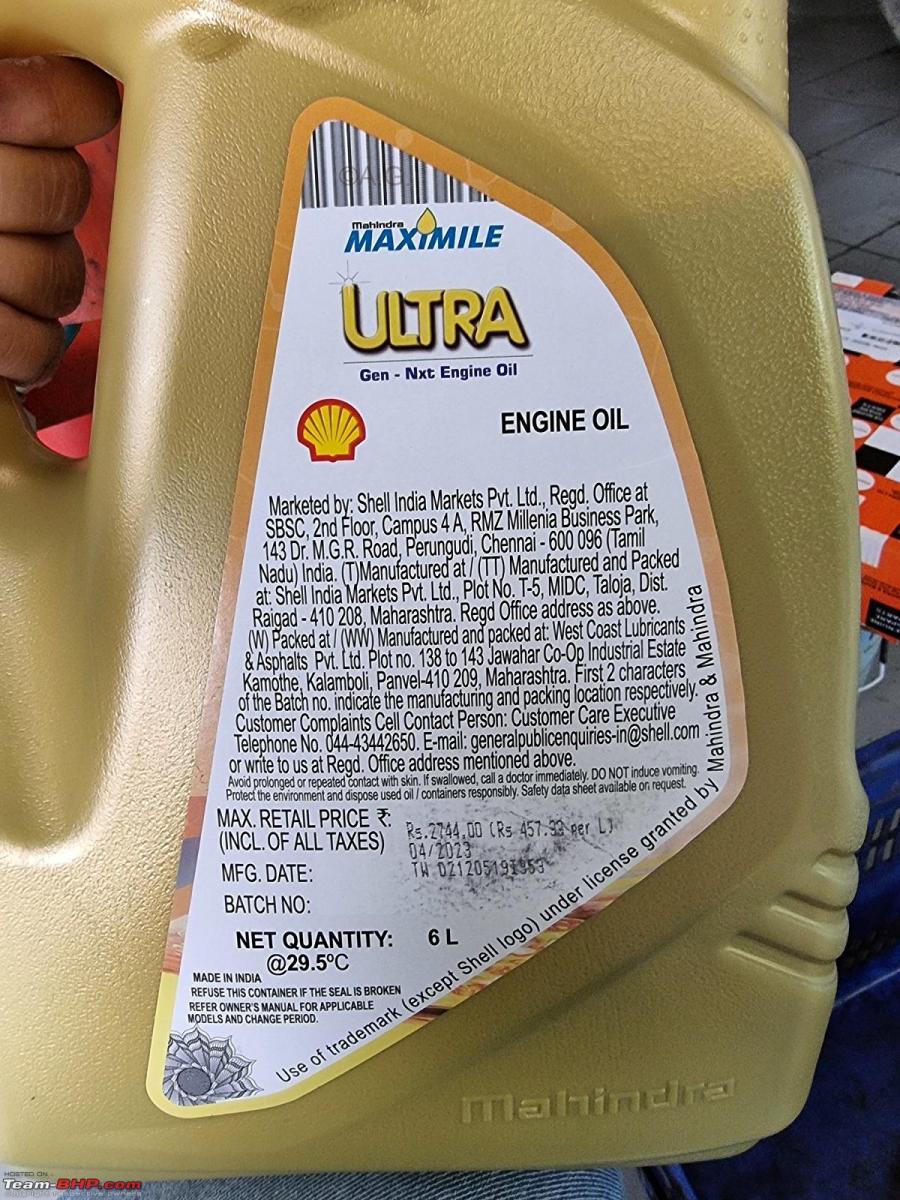 Mahindra
MAXIMILE
ULTRA
Gen - Nxt Engine Oil
ENGINE OIL
Marketed by: Shell India Markets Pvt. Ltd., Regd. Office at
SBSC, 2nd Floor, Campus 4 A, RMZ Millenia Business Park,
143 Dr. M.G.R. Road, Perungudi, Chennai - 600 096 (Tamil
Nadu) India. (T)Manufactured at / (TT) Manufactured and Packed
at: Shell India Markets Pvt. Ltd., Plot No. T-5, MIDC, Taloja, Dist.
Raigad - 410 208, Maharashtra. Regd Office address as above.
(W) Packed at / (WW) Manufactured and packed at: West Coast Lubricants
& Asphalts Pvt. Ltd. Plot no. 138 to 143 Jawahar Co-Op Industrial Estate
Kamothe, Kalamboli, Panvel-410 209, Maharashtra. First 2 characters
of the Batch no. indicate the manufacturing and packing location respectively.
Customer Complaints Cell Contact Person: Customer Care Executive
Telephone No. 044-43442650. E-mail: generalpublicenquiries-in@shell.com
or write to us at Regd. Office address mentioned above.
Avoid prolonged or repeated contact with skin. If swallowed, call a doctor immediately. DO NOT induce vomiting.
Protect the environment and dispose used oil / containers responsibly. Safety data sheet available on request.
MAX. RETAIL PRICE ₹: Rs.2744.00 (Rs 457.33 per L)
(INCL. OF ALL TAXES) 04/2023
MFG. DATE: TW
BATCH NO:
NET QUANTITY: 6 L
@29.5ºC
MADE IN INDIA
REFUSE THIS CONTAINER IF THE SEAL IS BROKEN
REFER OWNER'S MANUAL FOR APPLICABLE
MODELS AND CHANGE PERIOD.
Use of trademark (except Shell logo) under license granted by Mahindra & Mahindra
Mahindra
HOSTED ON
Team-BHP.com